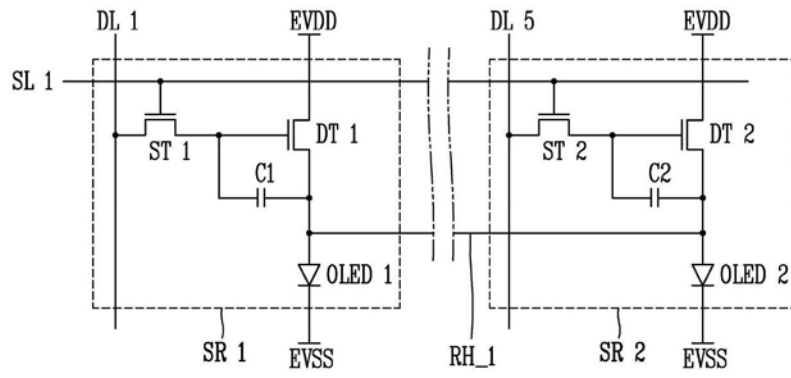 DL 1 EVDD DL 5 EVDD
SL 1
ST 1 DT 1 ST 2 DT 2
C1 C2
OLED 1 OLED 2
SR 1 EVSS RH_1 SR 2 EVSS